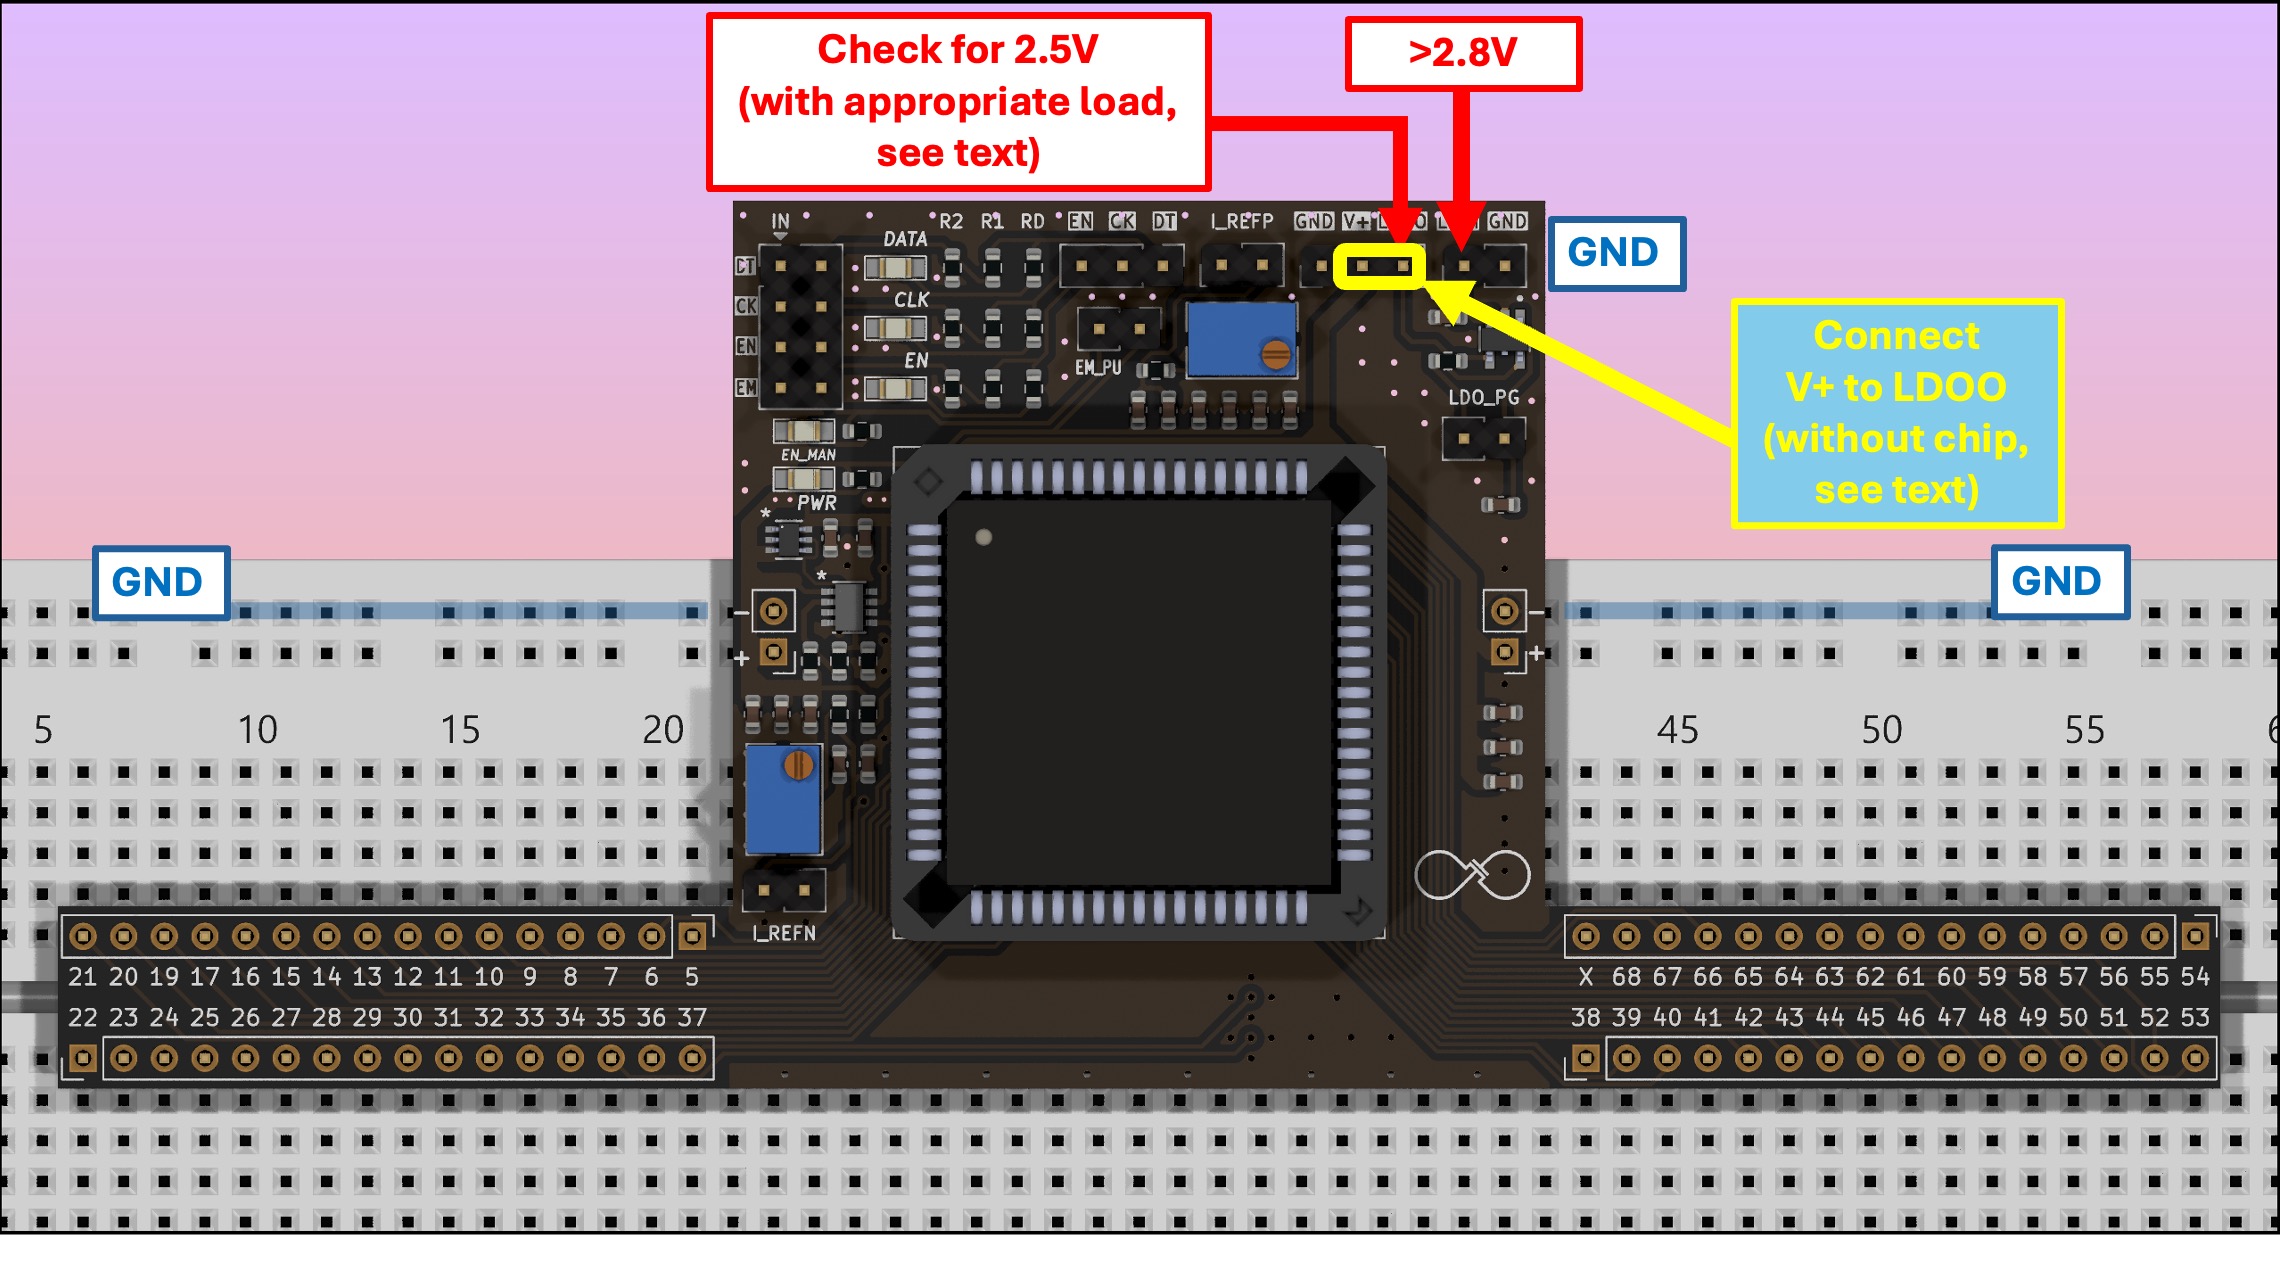 Check for 2.5V
(with appropriate load,
see text)
>2.8V
IN
R2 R1 RD EN CK DT I_REFP GND V+ GND
DATA
GND
DT
CLK
CK
Connect
V+ to LDOO
(without chip,
see text)
EN
EN
EM_PU
EM
LDO_PG
EN_MAN
PWR
*
*
GND
GND
−
−
+
+
5 10 15 20 45 50 55
I_REFN
21 20 19 17 16 15 14 13 12 11 10 9 8 7 6 5
X 68 67 66 65 64 63 62 61 60 59 58 57 56 55 54
22 23 24 25 26 27 28 29 30 31 32 33 34 35 36 37
38 39 40 41 42 43 44 45 46 47 48 49 50 51 52 53